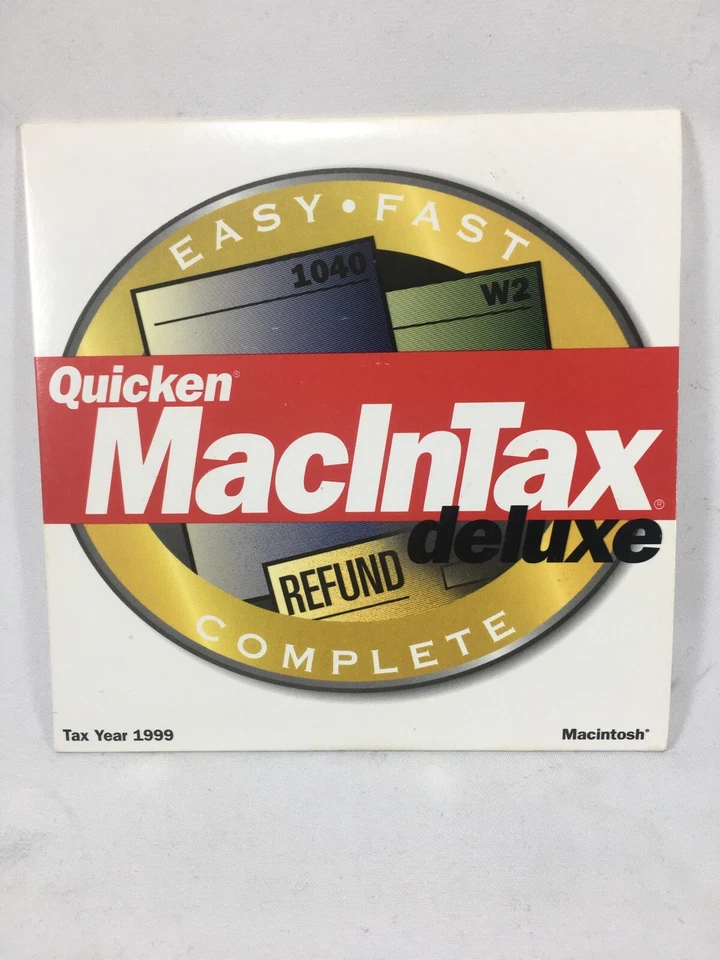 EASY • FAST
1040
W2
Quicken®
MacInTax®
deluxe
REFUND
COMPLETE
Tax Year 1999
Macintosh®